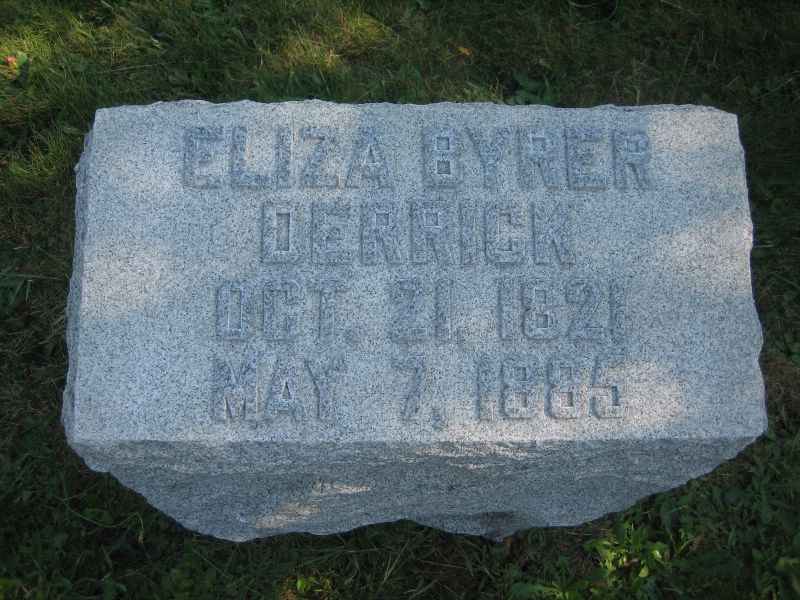 ELIZA BYRER
DERRICK
OCT. 21, 1821
MAY 7, 1885